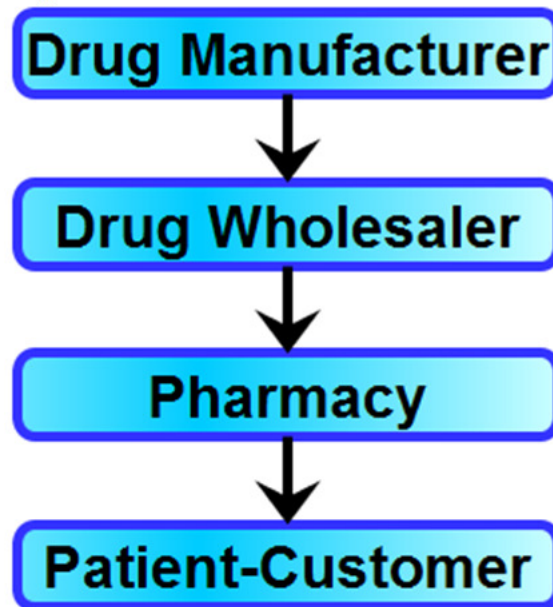 Drug Manufacturer
Drug Wholesaler
Pharmacy
Patient-Customer